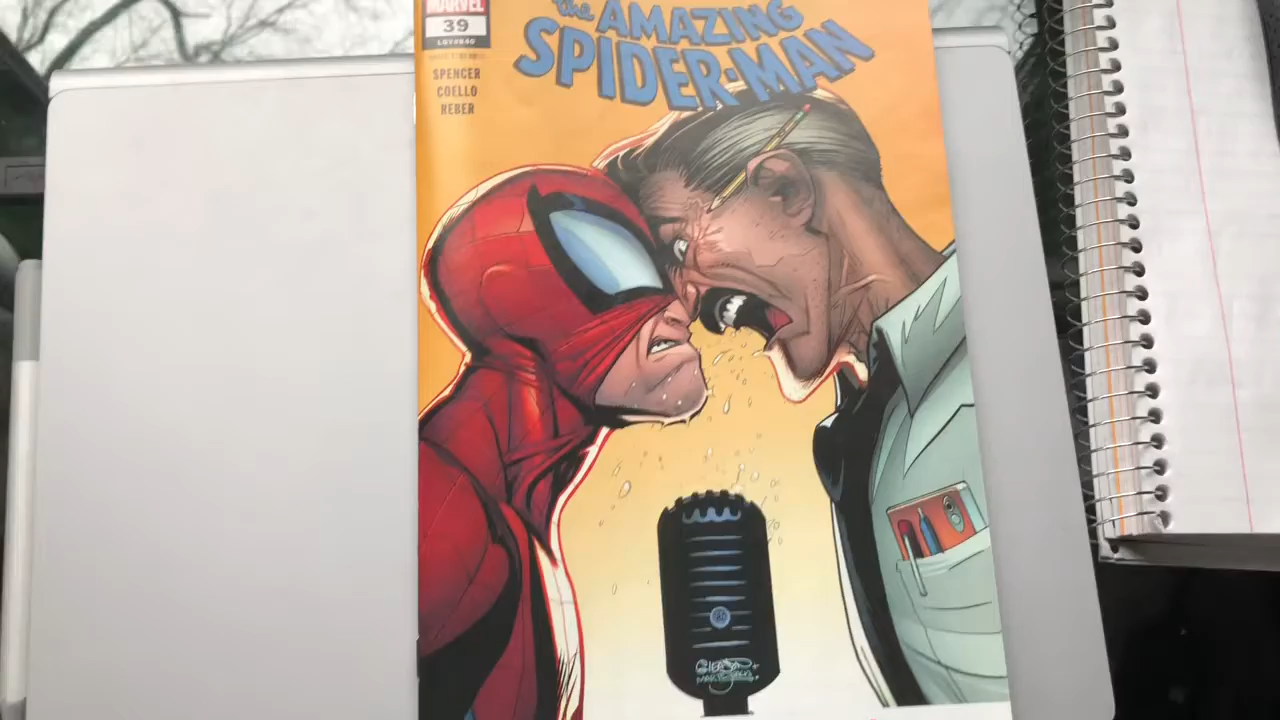 MARVEL
39
LGY#840
the AMAZING
SPIDER-MAN
SPENCER
COELLO
REBER